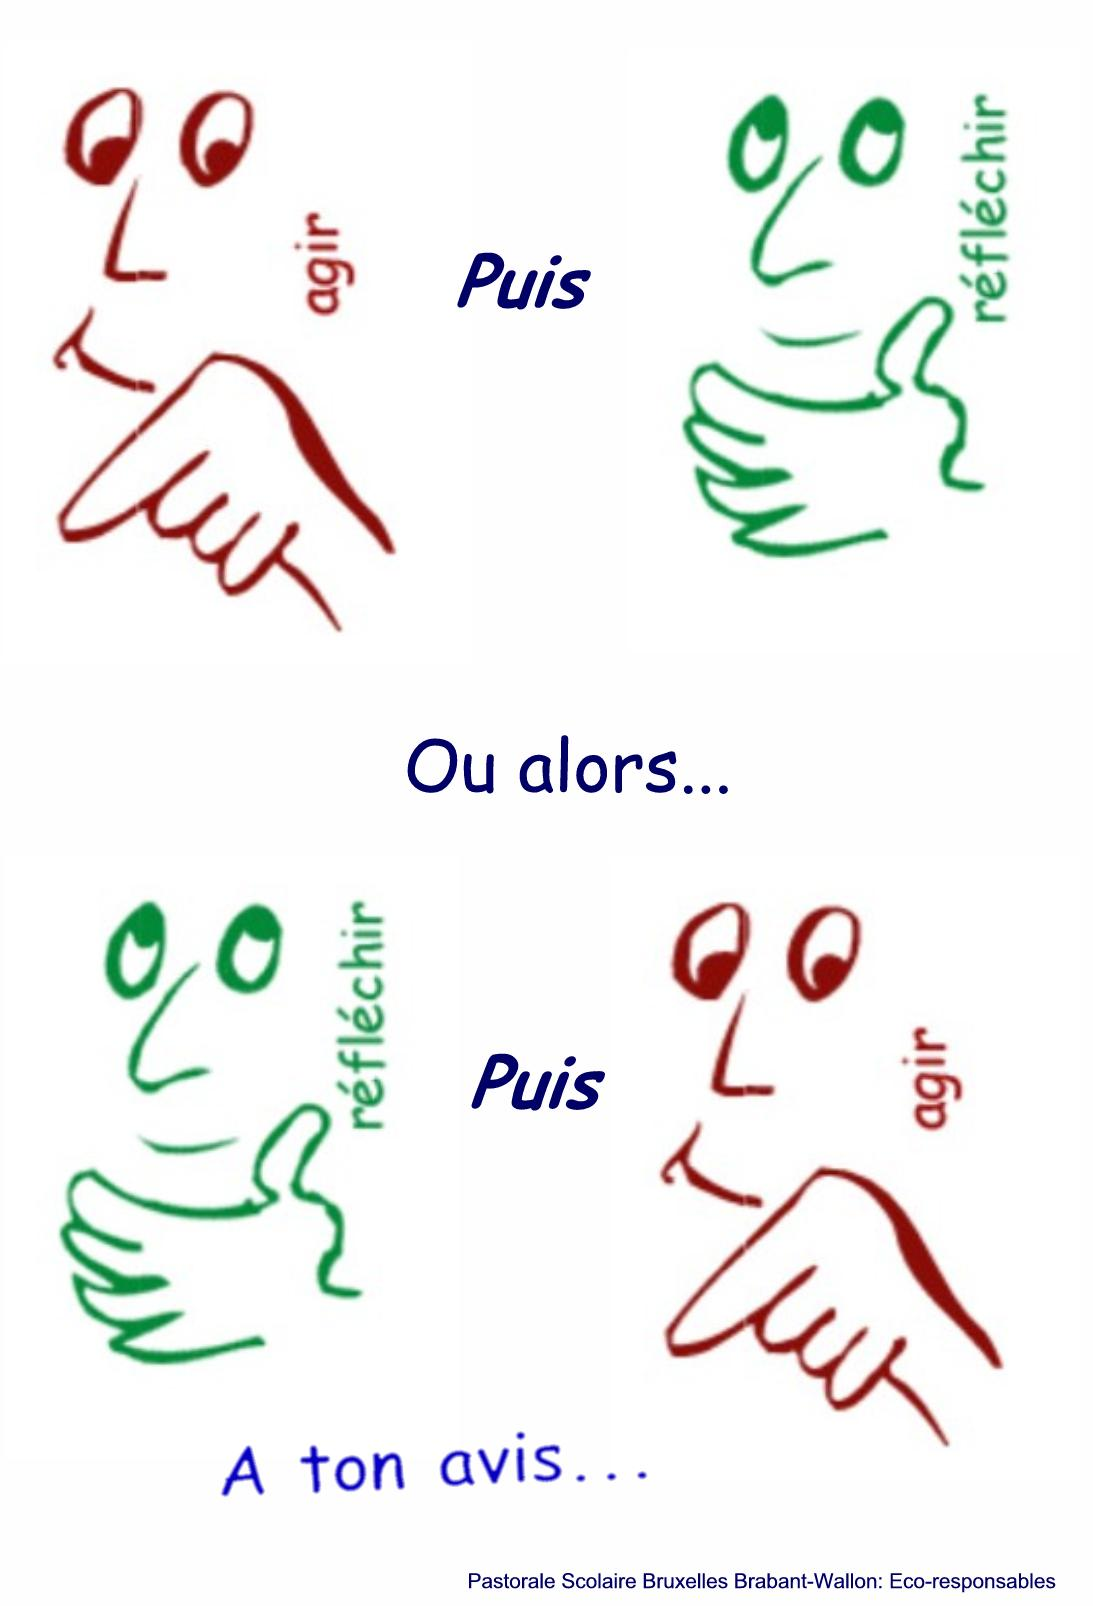 agir
Puis
réfléchir
Ou alors...
réfléchir
Puis
agir
A ton avis...
Pastorale Scolaire Bruxelles Brabant-Wallon: Eco-responsables